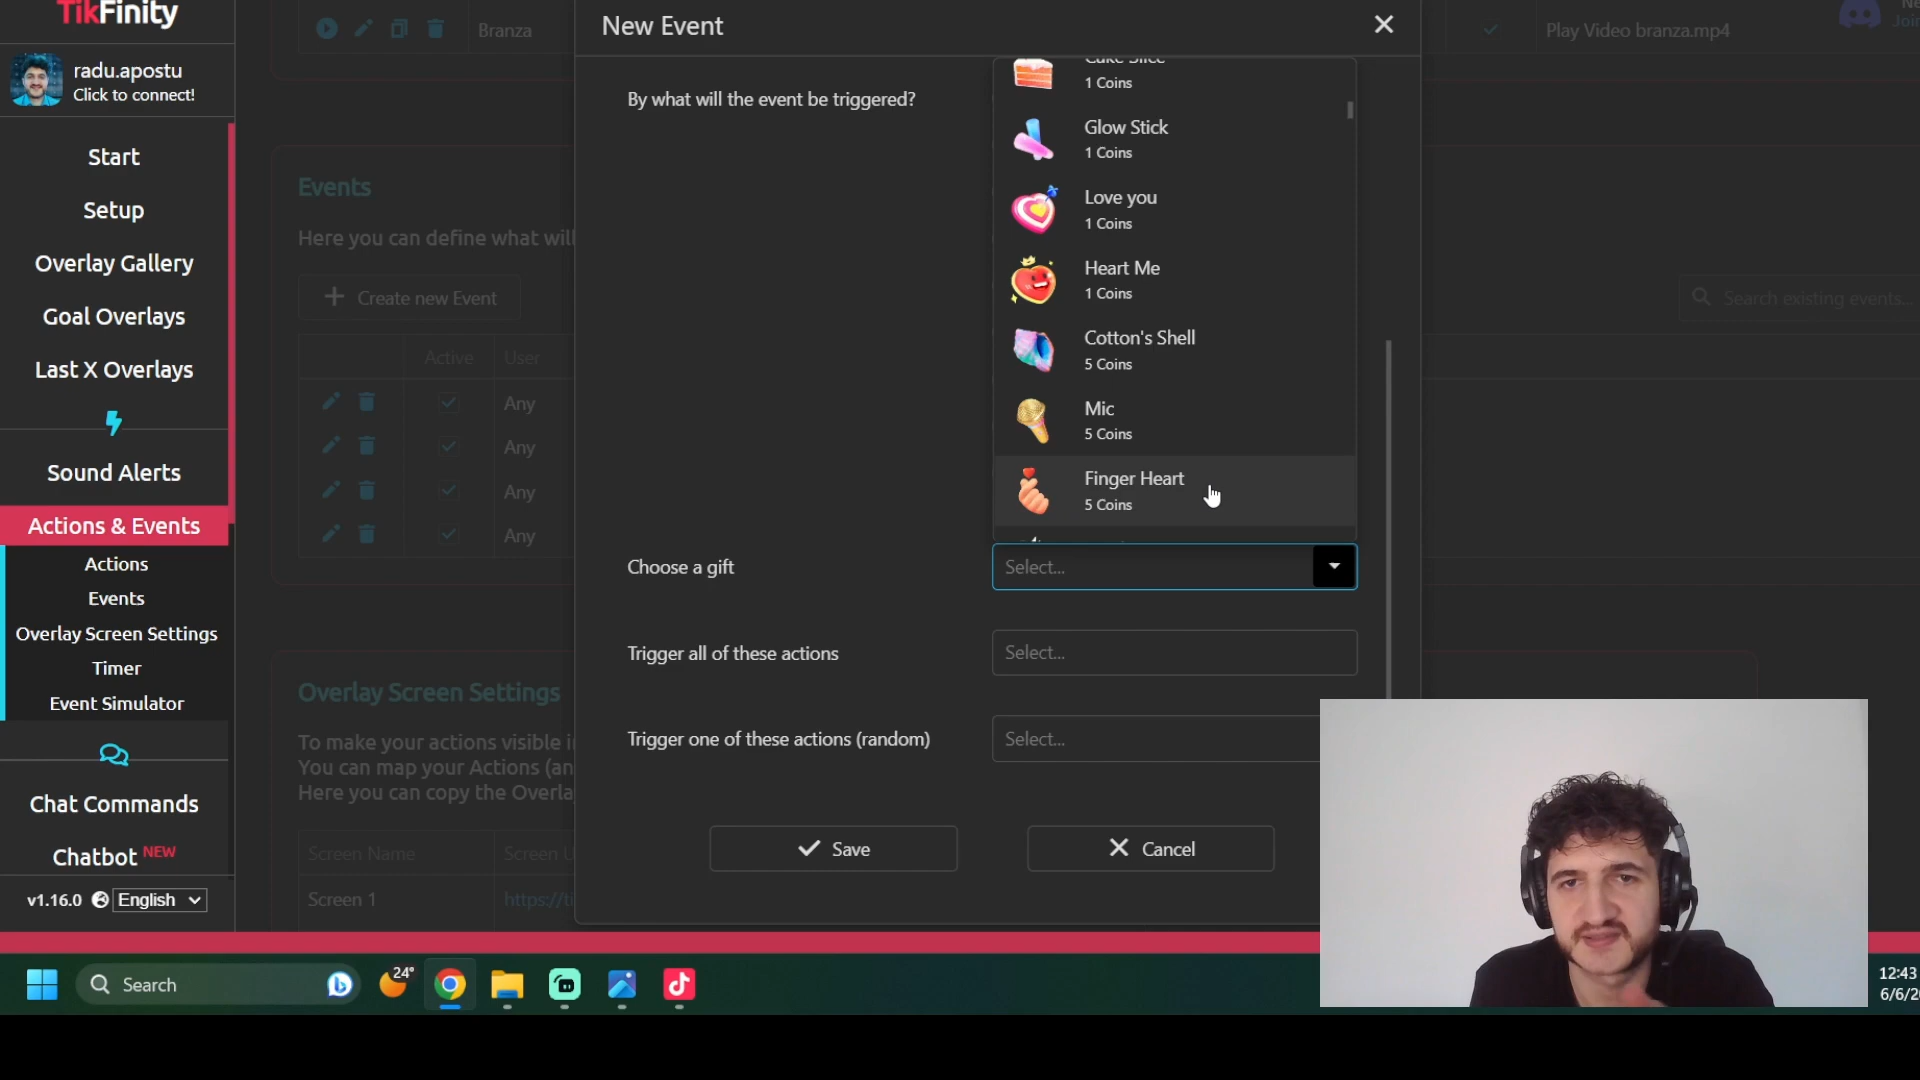 TikFinity
radu.apostu
Click to connect!
Start
Setup
Overlay Gallery
Goal Overlays
Last X Overlays
Sound Alerts
Actions & Events
Actions
Events
Overlay Screen Settings
Timer
Event Simulator
Chat Commands
Chatbot NEW
v1.16.0 English
Branza
Play Video branza.mp4
Events
Here you can define what will
Create new Event
Search existing events...
Active User
Any
Any
Any
Any
Overlay Screen Settings
To make your actions visible i
You can map your Actions (an
Here you can copy the Overla
Screen Name Screen U
Screen 1 https://ti
New Event
By what will the event be triggered?
Cake Slice
1 Coins
Glow Stick
1 Coins
Love you
1 Coins
Heart Me
1 Coins
Cotton's Shell
5 Coins
Mic
5 Coins
Finger Heart
5 Coins
Choose a gift Select...
Trigger all of these actions Select...
Trigger one of these actions (random) Select...
Save Cancel
Search
24°
12:43
6/6/2